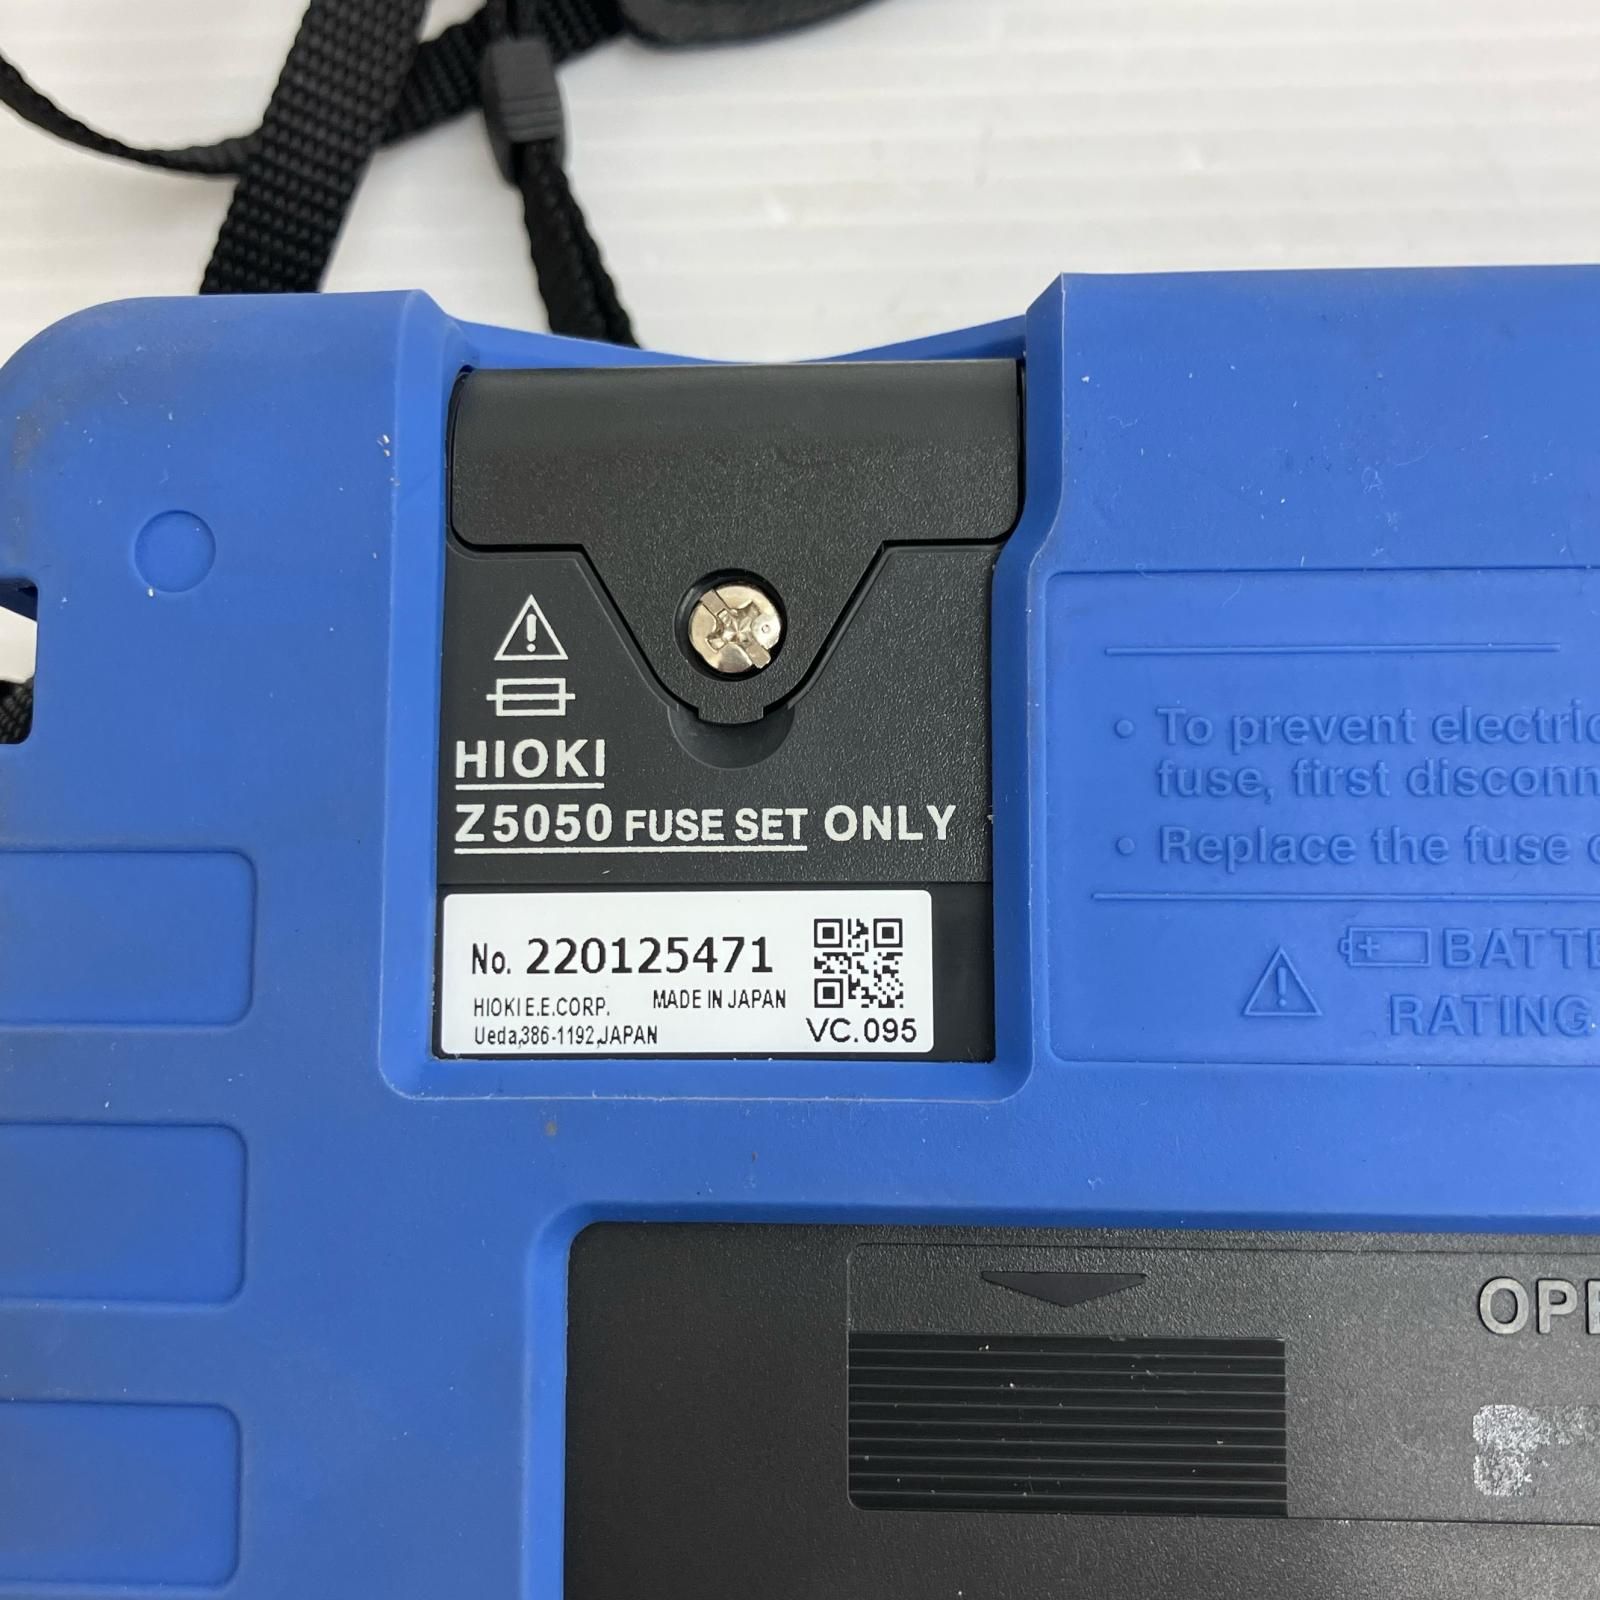 HIOKI
Z5050 FUSE SET ONLY
No. 220125471
HIOKI E.E.CORP. MADE IN JAPAN
Ueda,386-1192,JAPAN VC.095
• To prevent electric
fuse, first disconn
• Replace the fuse
BATTE
RATING
OPE